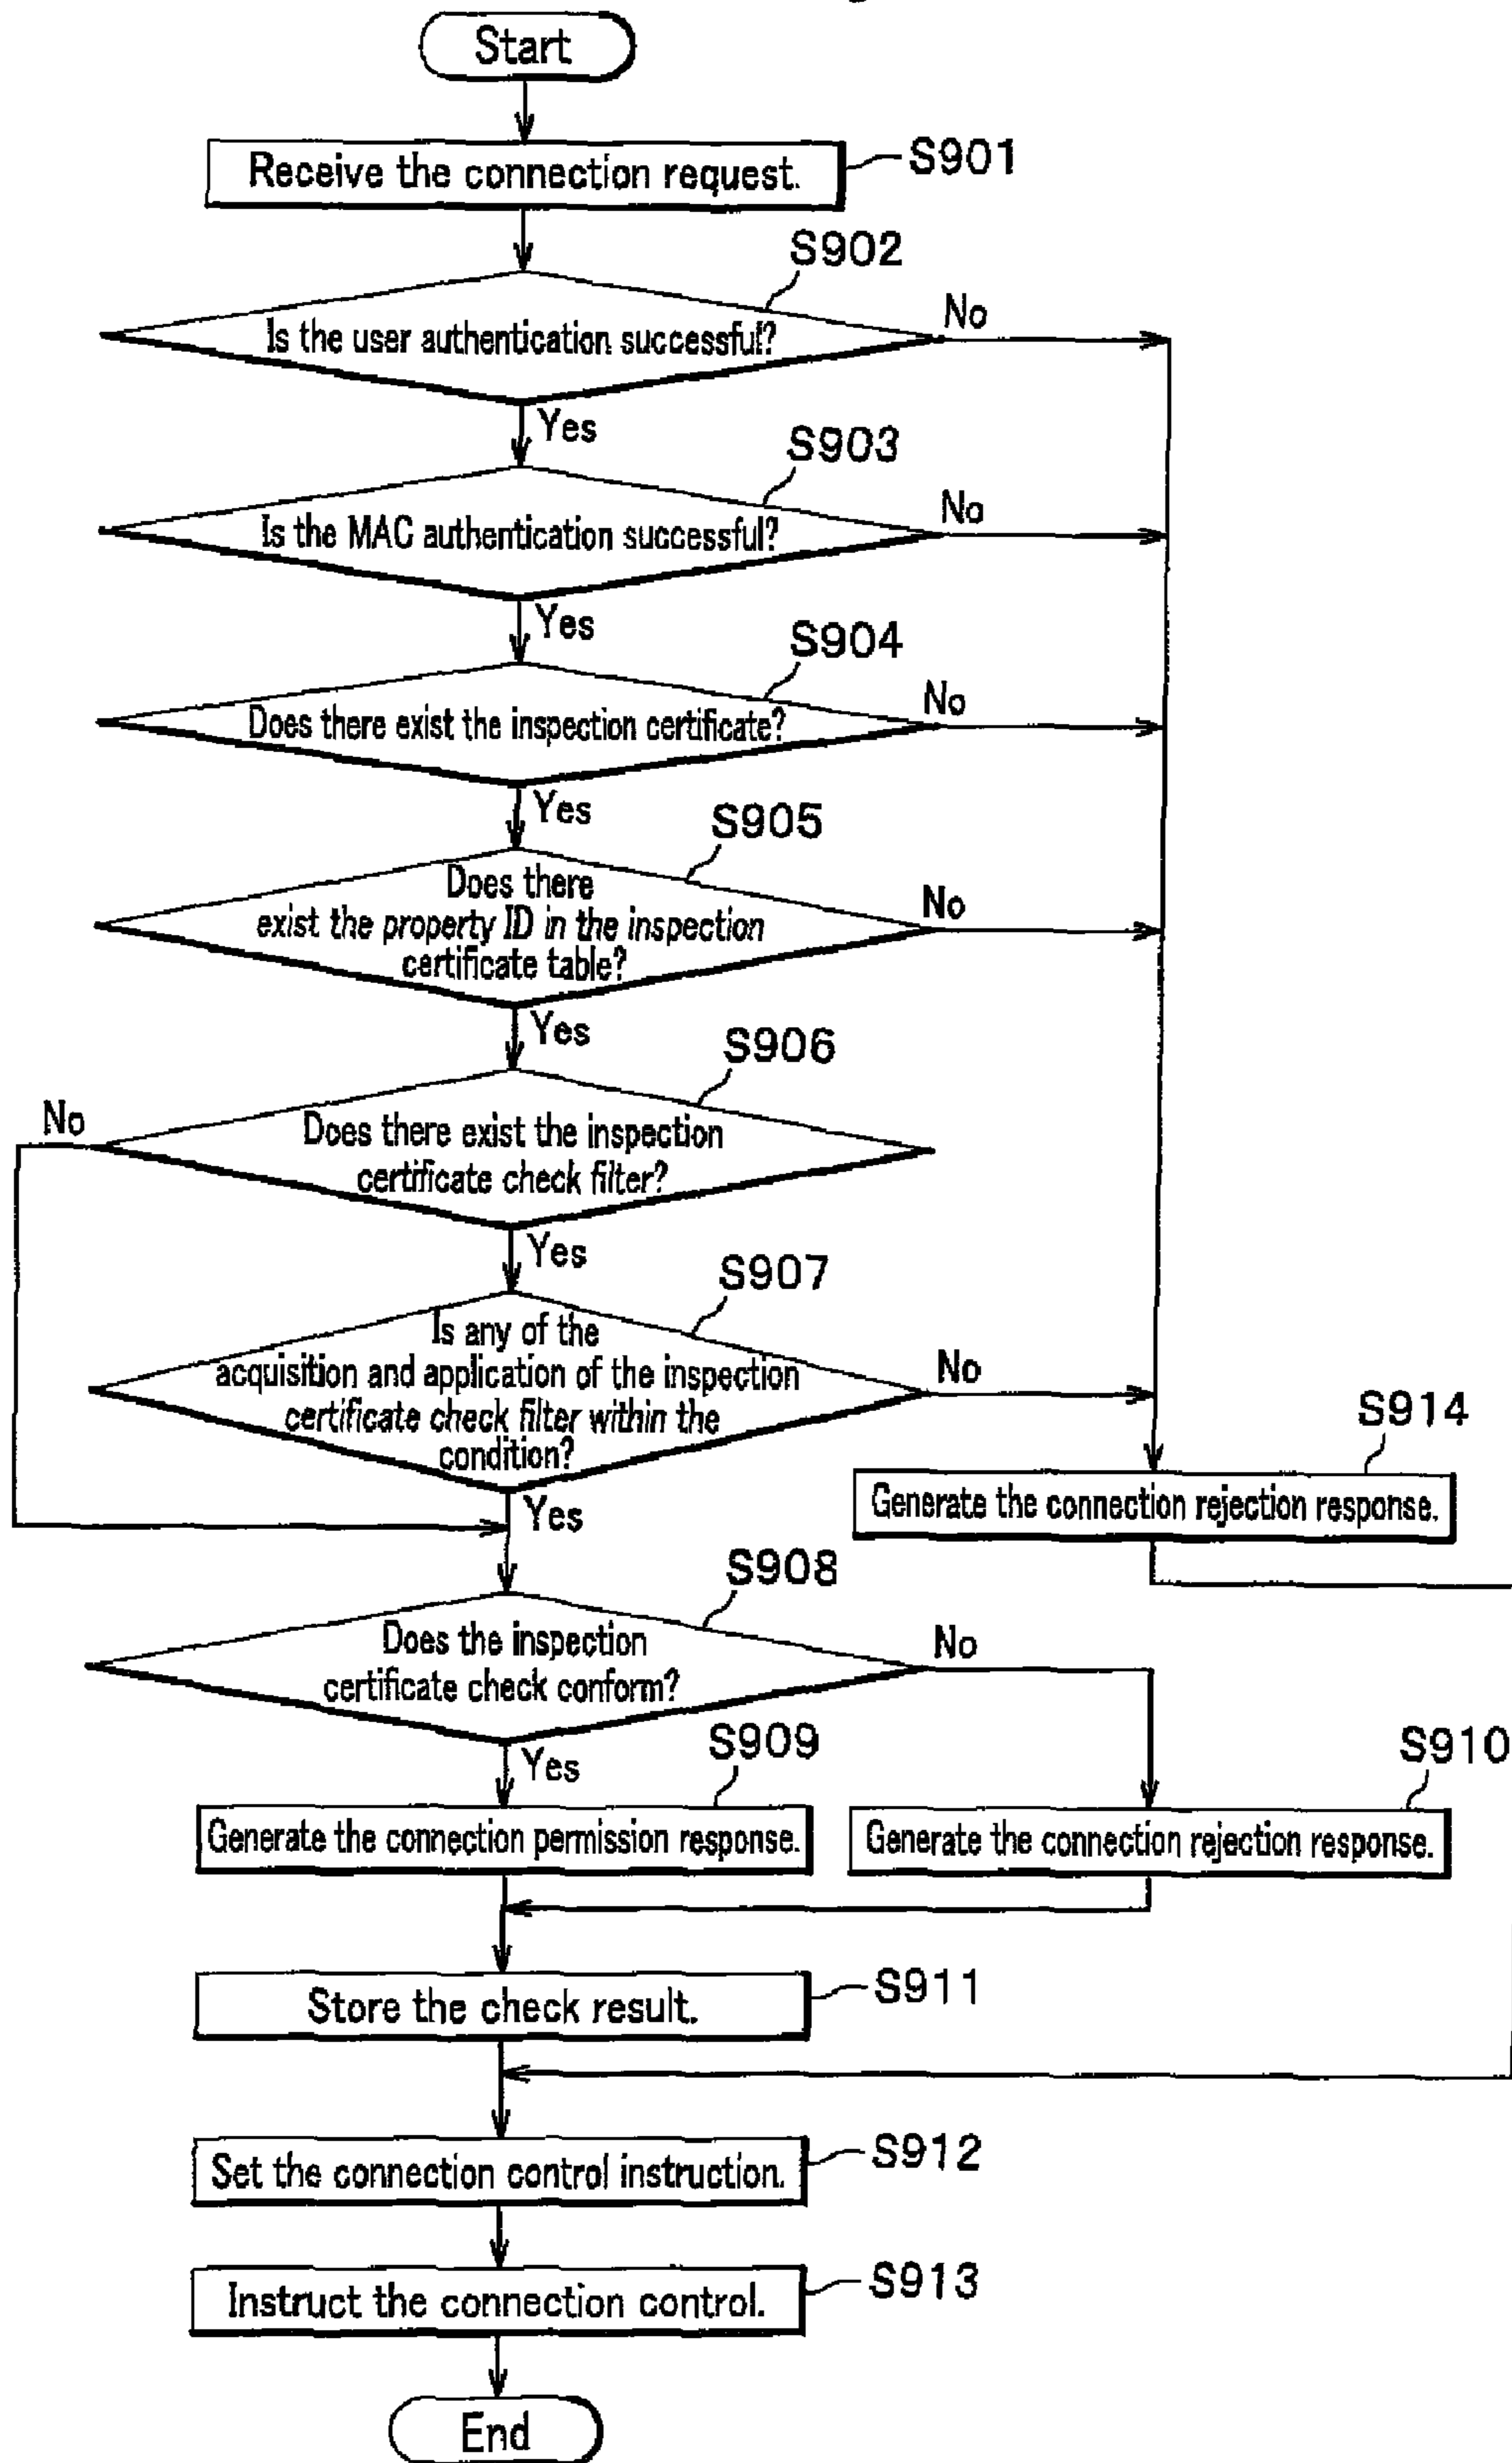 Start
Receive the connection request.
S901
S902
Is the user authentication successful?
No
Yes
S903
Is the MAC authentication successful?
No
Yes
S904
Does there exist the inspection certificate?
No
Yes
S905
Does there
exist the property ID in the inspection
certificate table?
No
Yes
S906
No
Does there exist the inspection
certificate check filter?
Yes
S907
Is any of the
acquisition and application of the inspection
certificate check filter within the
condition?
No
Yes
S914
Generate the connection rejection response.
S908
Does the inspection
certificate check conform?
No
Yes
S909
Generate the connection permission response.
S910
Generate the connection rejection response.
S911
Store the check result.
S912
Set the connection control instruction.
S913
Instruct the connection control.
End